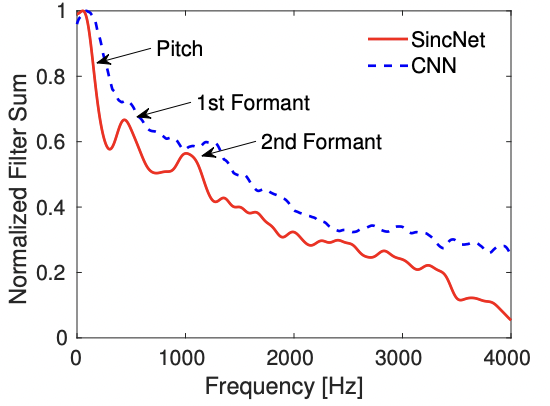 1
0.8
0.6
0.4
0.2
0
Normalized Filter Sum
Pitch
1st Formant
2nd Formant
SincNet
CNN
0 1000 2000 3000 4000
Frequency [Hz]